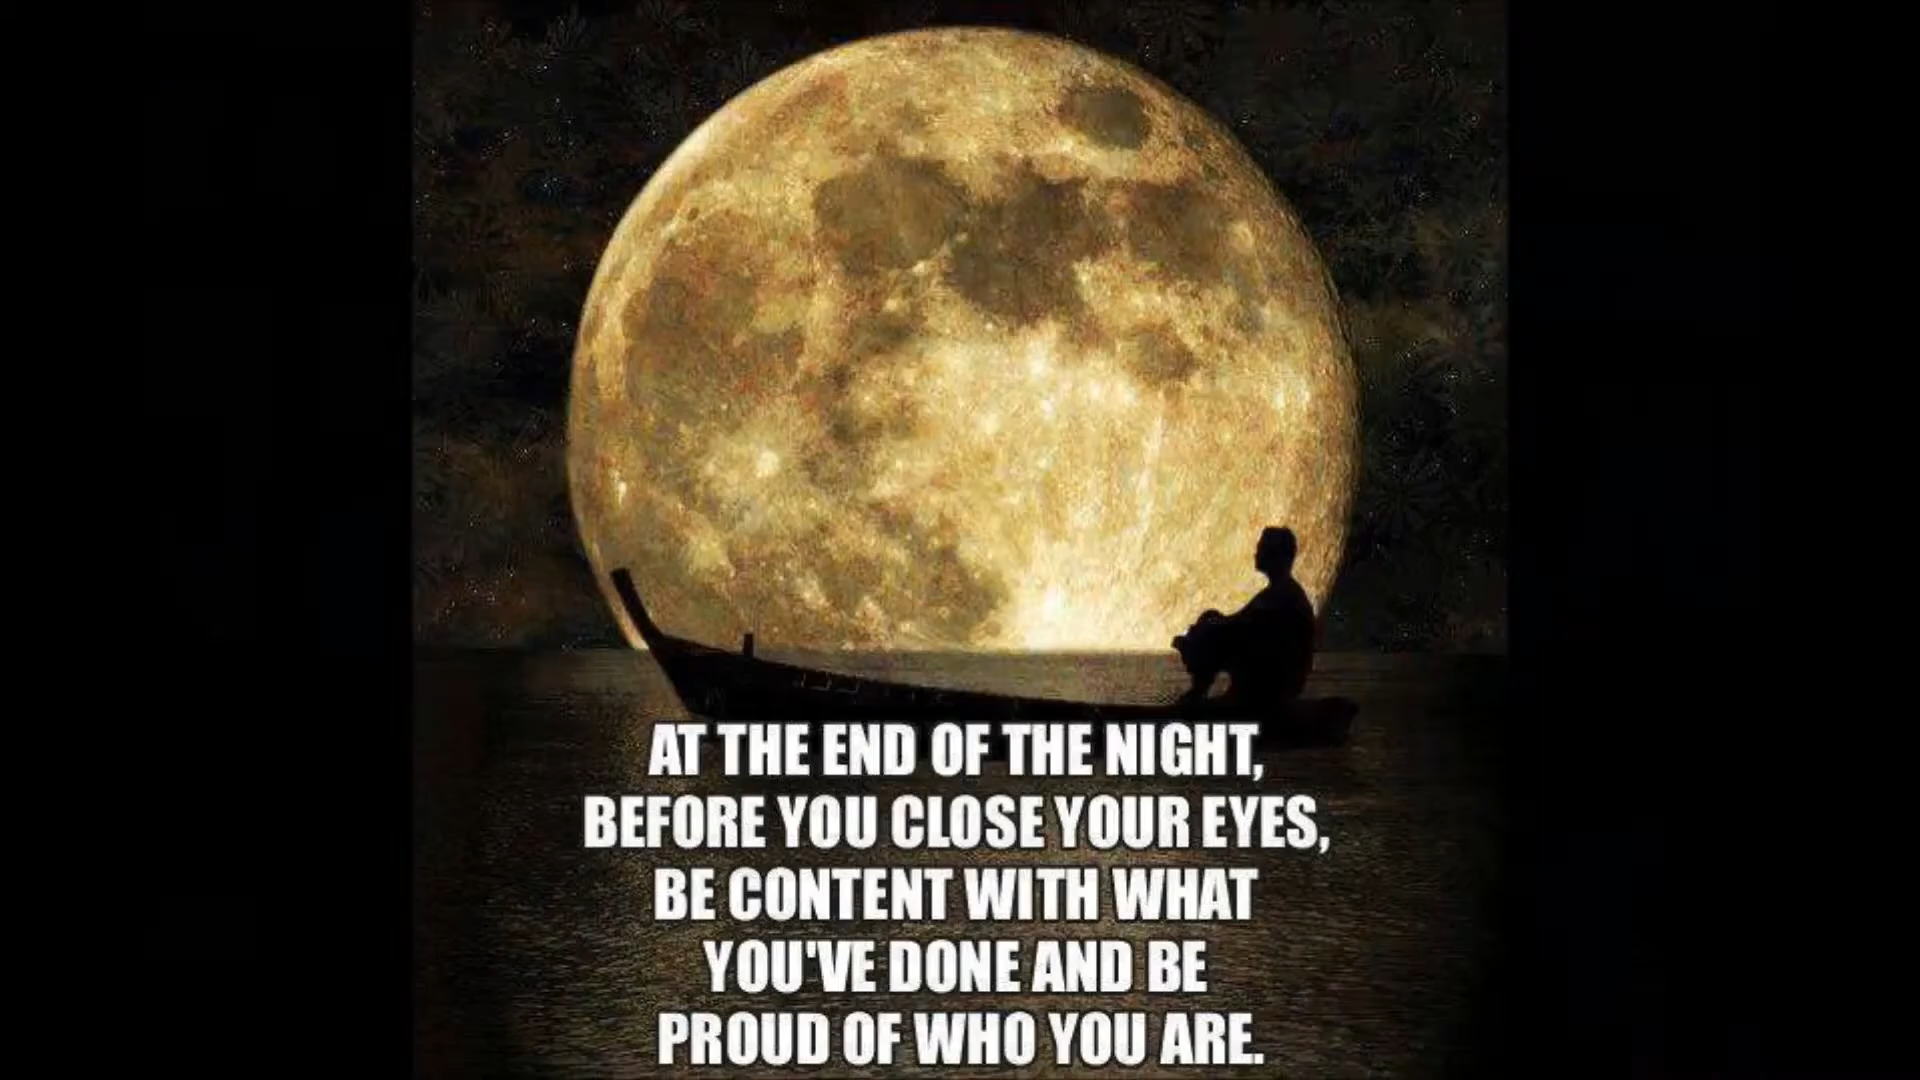 AT THE END OF THE NIGHT,
BEFORE YOU CLOSE YOUR EYES,
BE CONTENT WITH WHAT
YOU'VE DONE AND BE
PROUD OF WHO YOU ARE.